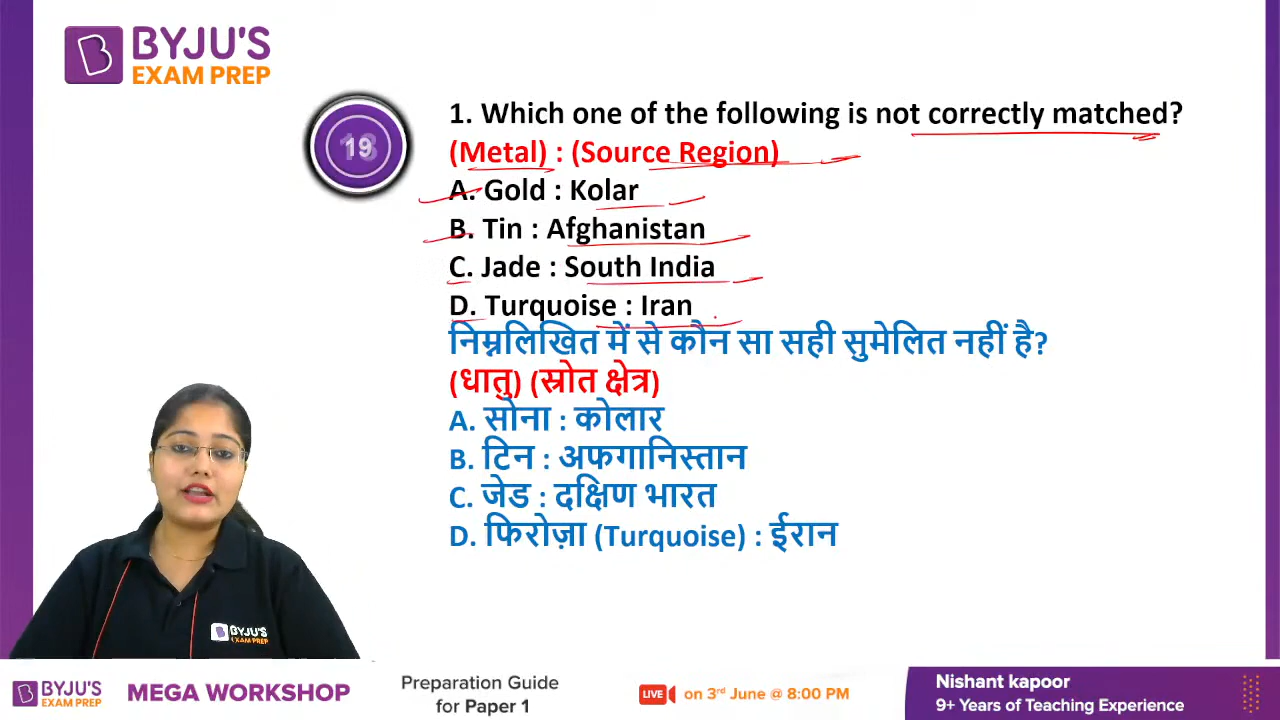 BYJU'S
EXAM PREP
19
1. Which one of the following is not correctly matched?
(Metal) : (Source Region)
A. Gold : Kolar
B. Tin : Afghanistan
C. Jade : South India
D. Turquoise : Iran
निम्नलिखित में से कौन सा सही सुमेलित नहीं है?
(धातु) (स्रोत क्षेत्र)
A. सोना : कोलार
B. टिन : अफगानिस्तान
C. जेड : दक्षिण भारत
D. फिरोज़ा (Turquoise) : ईरान
BYJU'S
EXAM PREP
BYJU'S
EXAM PREP
MEGA WORKSHOP
Preparation Guide
for Paper 1
LIVE on 3rd June @ 8:00 PM
Nishant kapoor
9+ Years of Teaching Experience